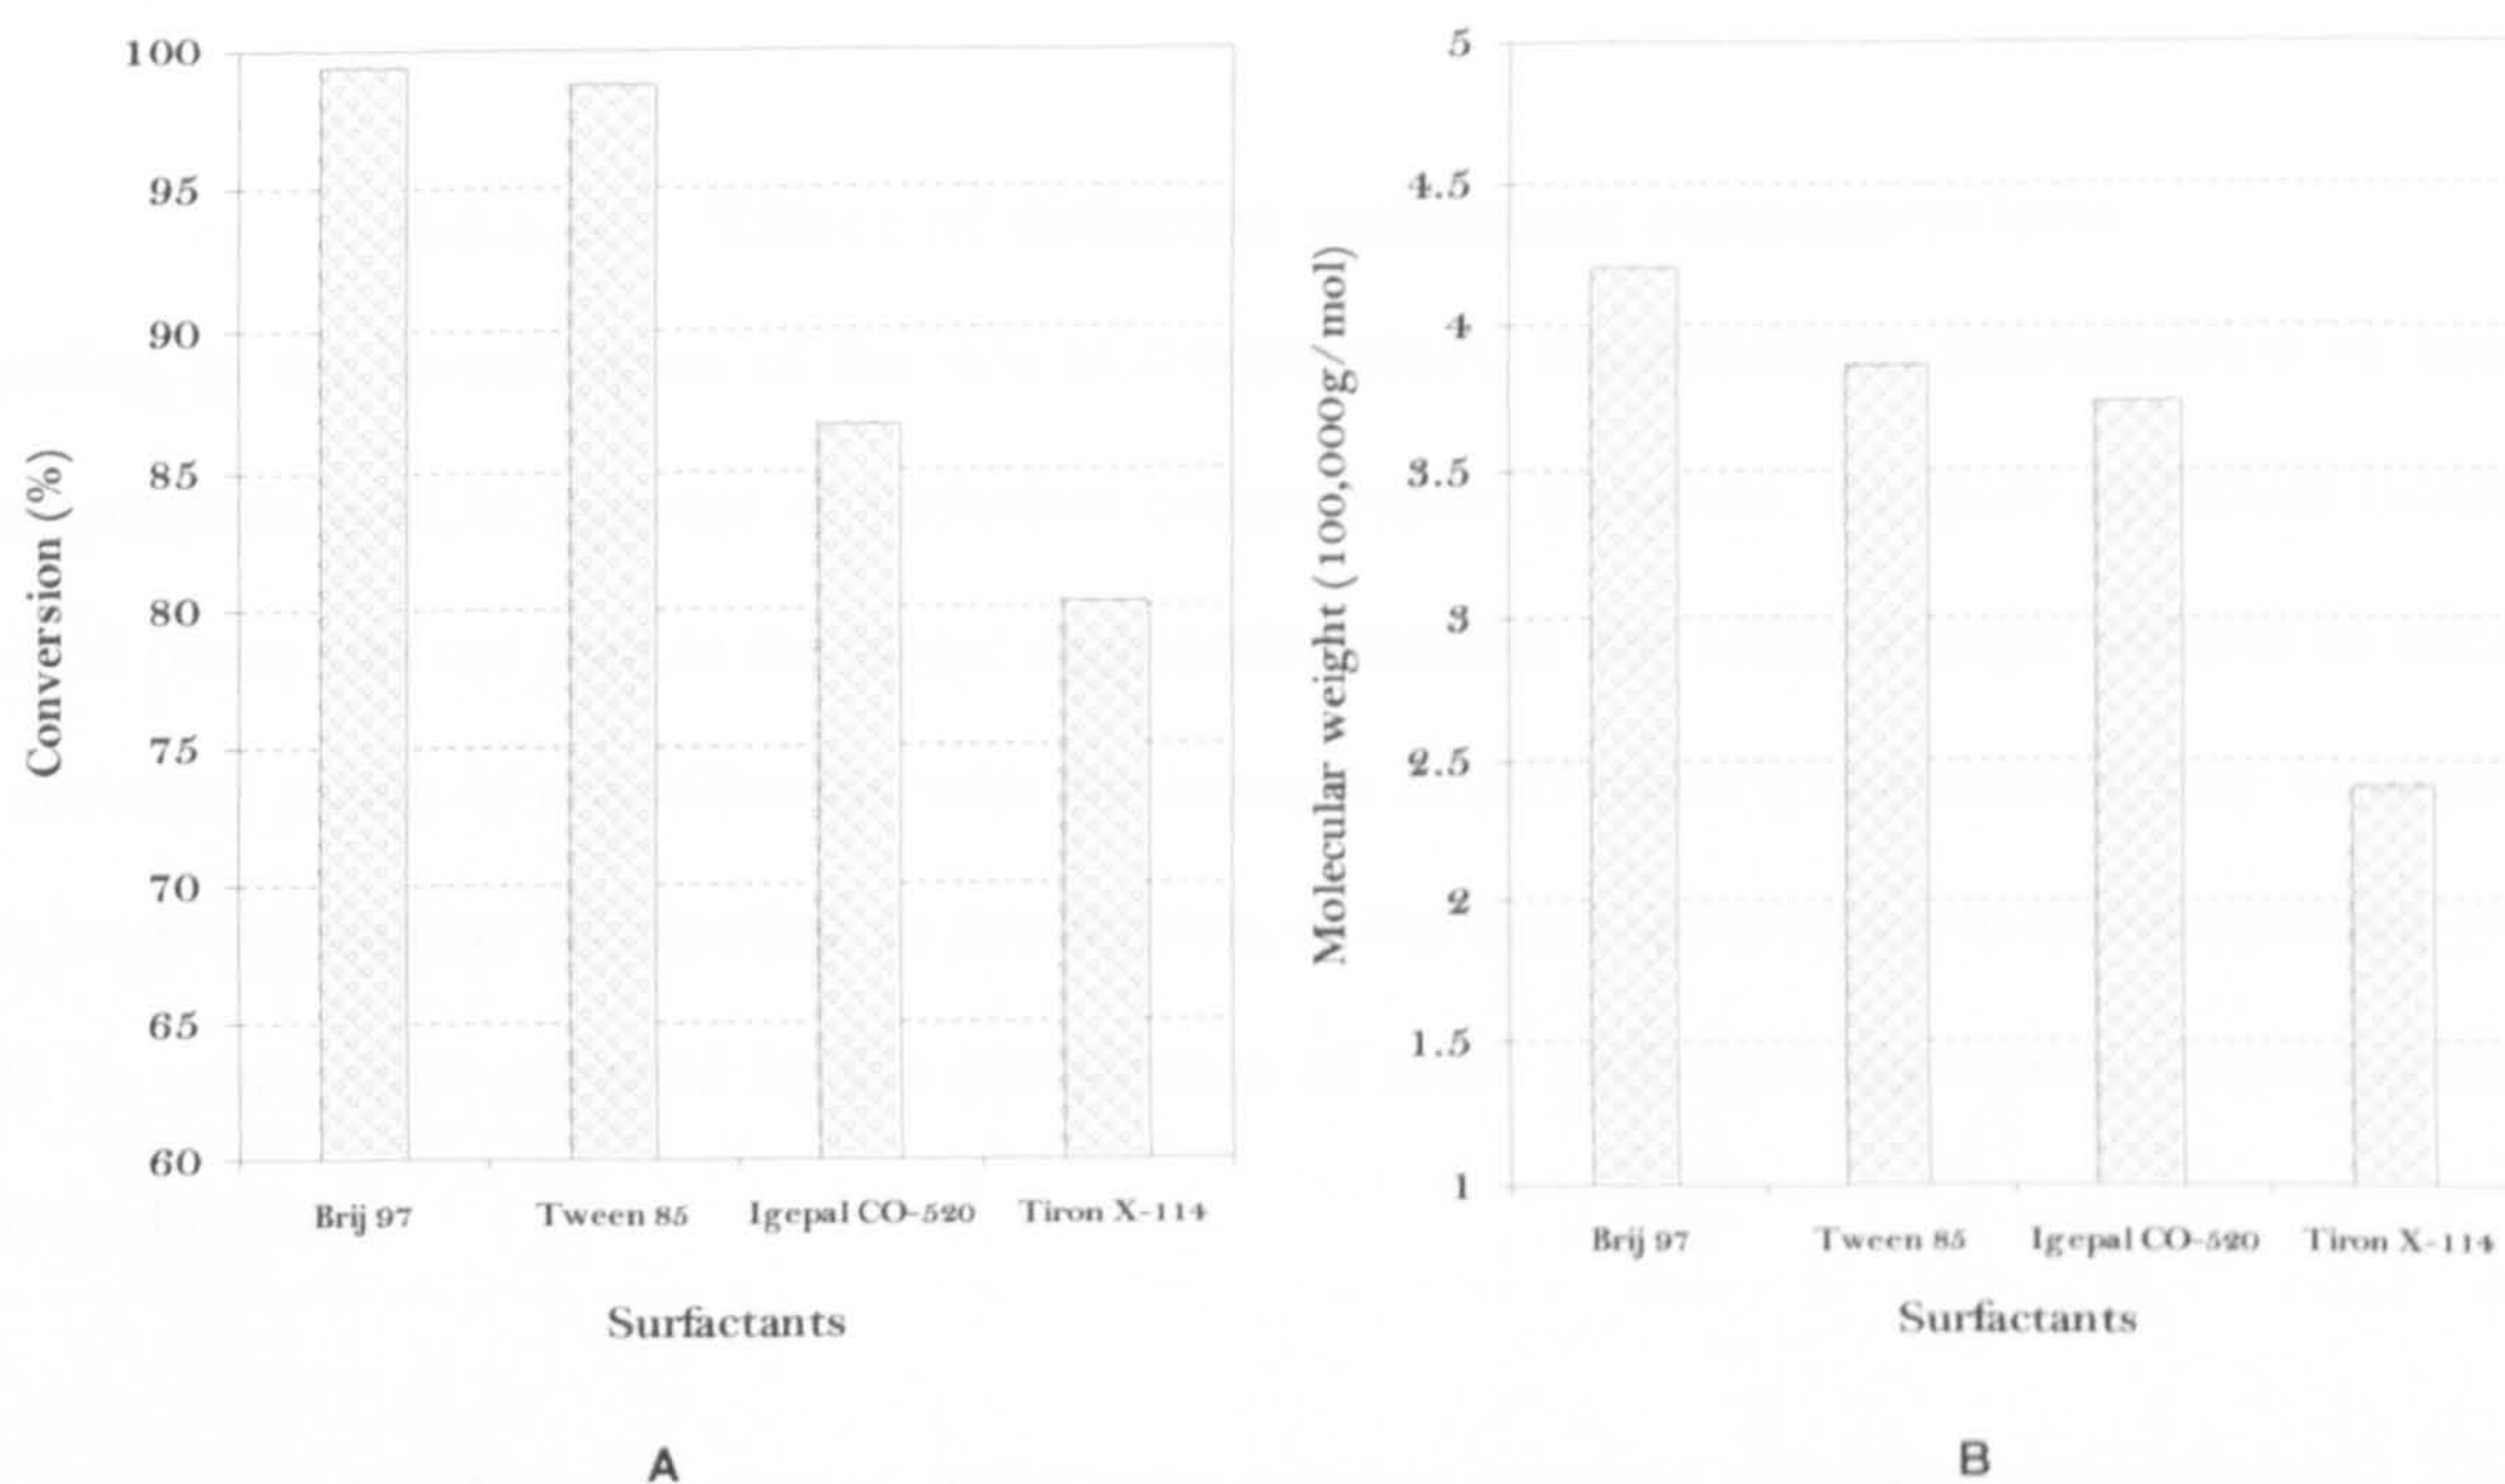 100
95
90
85
80
75
70
65
60
Conversion (%)
Brij 97
Tween 85
Igepal CO-520
Tiron X-114
Surfactants
A
5
4.5
4
3.5
3
2.5
2
1.5
1
Molecular weight (100,000g/mol)
Brij 97
Tween 85
Igepal CO-520
Tiron X-114
Surfactants
B